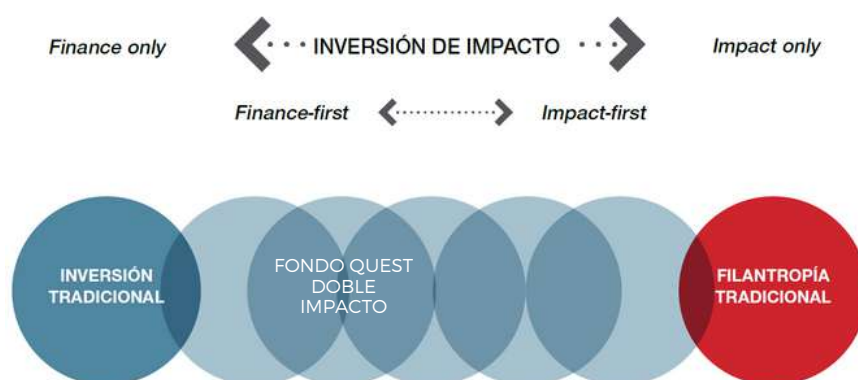 Finance only
INVERSIÓN DE IMPACTO
Impact only
Finance-first
Impact-first
INVERSIÓN
TRADICIONAL
FONDO QUEST
DOBLE
IMPACTO
FILANTROPÍA
TRADICIONAL